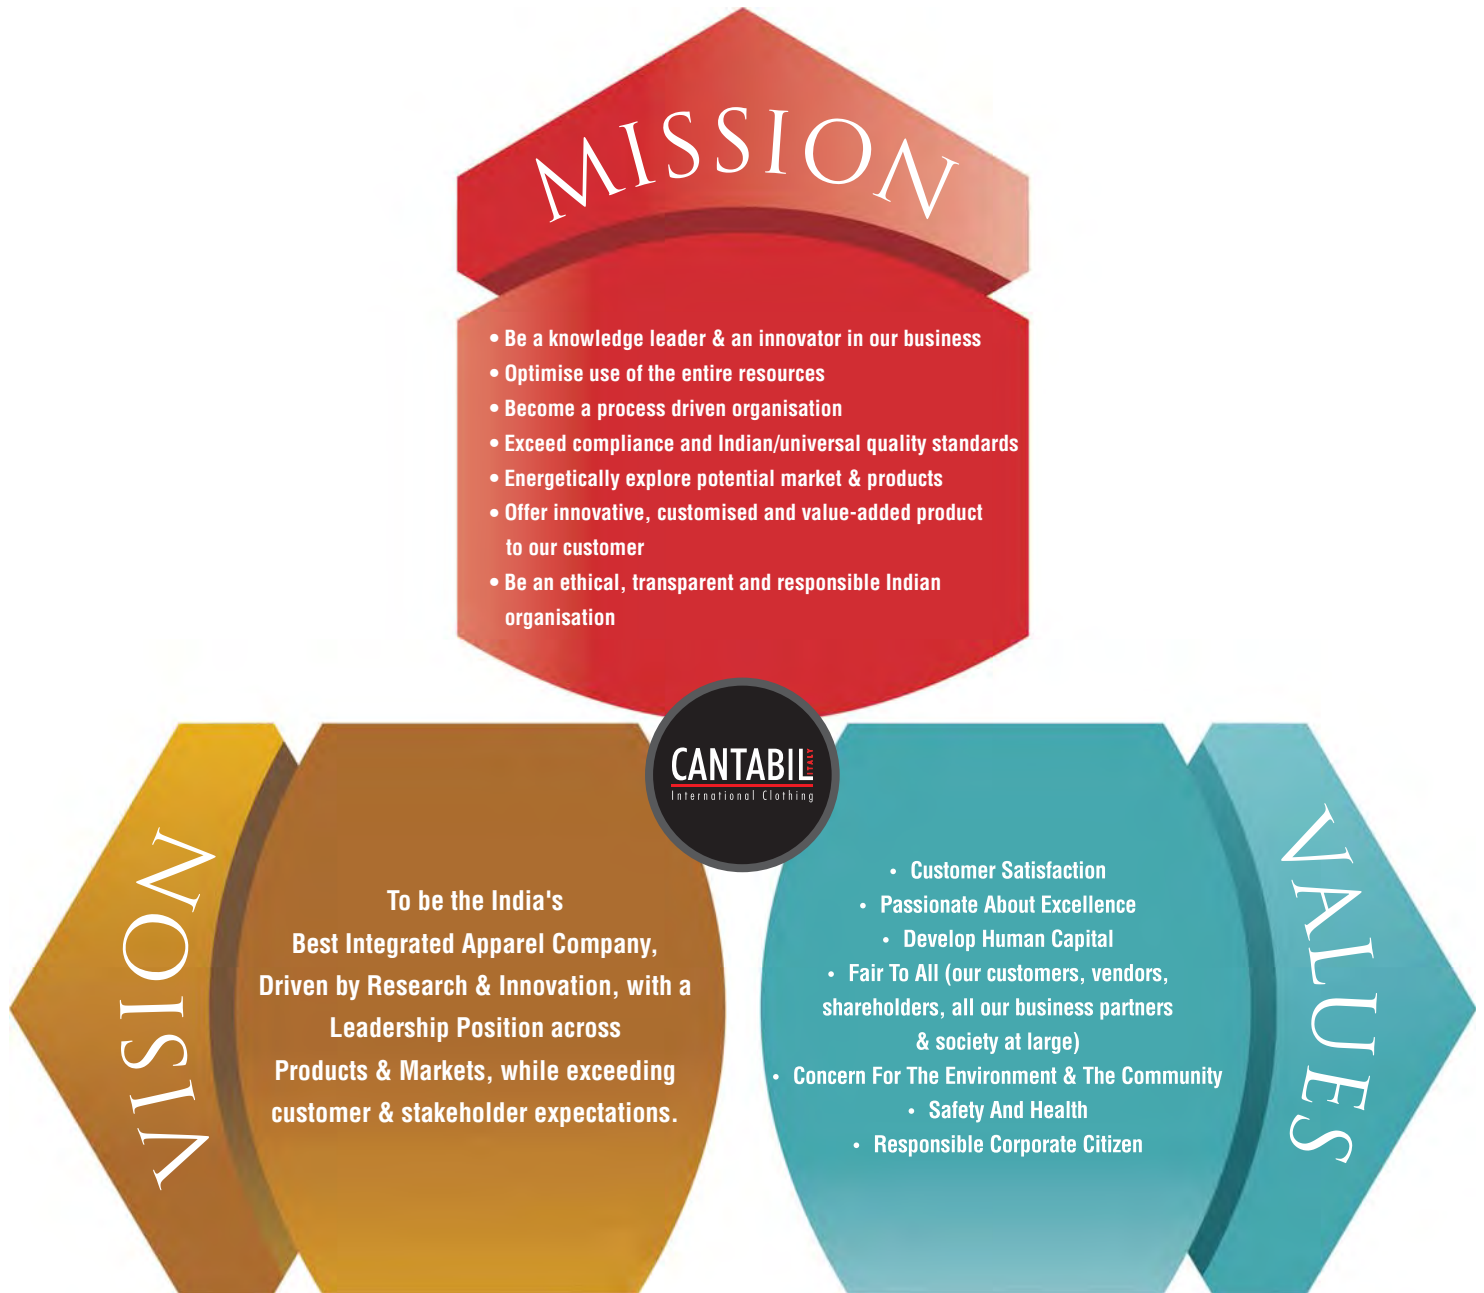 MISSION
• Be a knowledge leader & an innovator in our business
• Optimise use of the entire resources
• Become a process driven organisation
• Exceed compliance and Indian/universal quality standards
• Energetically explore potential market & products
• Offer innovative, customised and value-added product
to our customer
• Be an ethical, transparent and responsible Indian
organisation
CANTABIL ITALY
International Clothing
VISION
To be the India's
Best Integrated Apparel Company,
Driven by Research & Innovation, with a
Leadership Position across
Products & Markets, while exceeding
customer & stakeholder expectations.
VALUES
• Customer Satisfaction
• Passionate About Excellence
• Develop Human Capital
• Fair To All (our customers, vendors,
shareholders, all our business partners
& society at large)
• Concern For The Environment & The Community
• Safety And Health
• Responsible Corporate Citizen